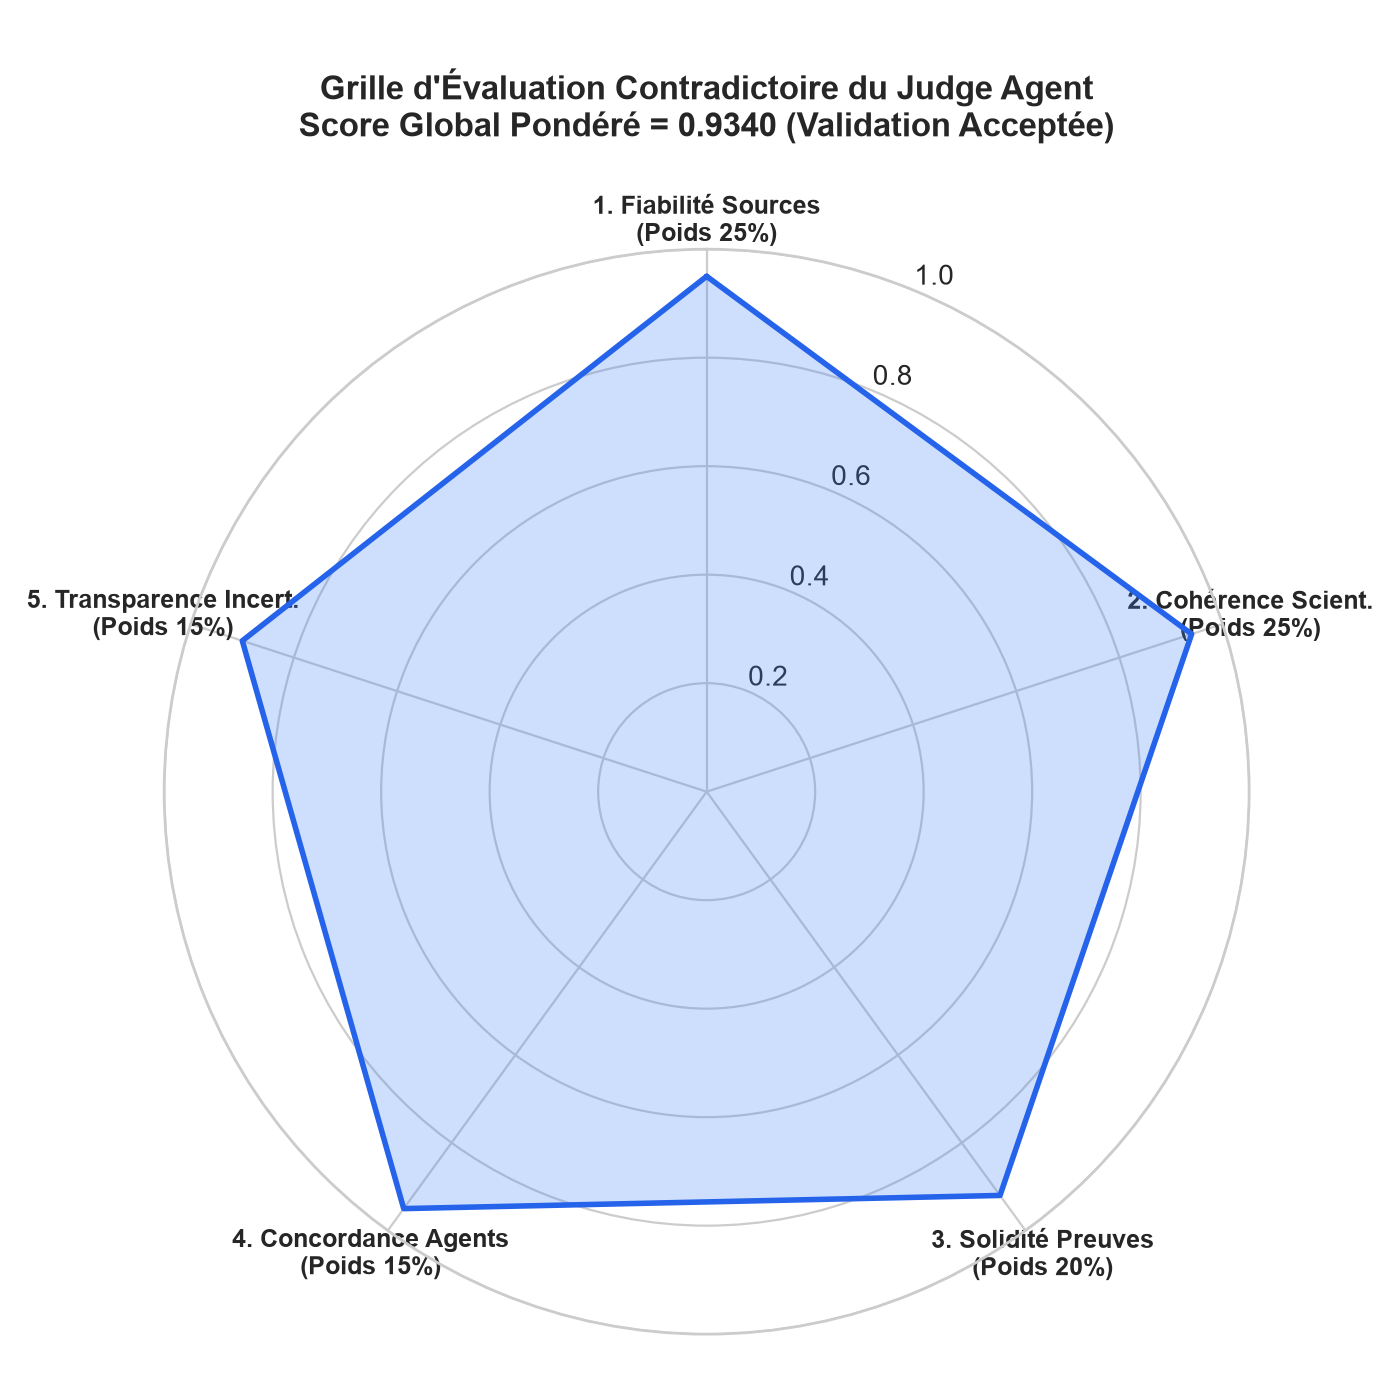 Grille d'Évaluation Contradictoire du Judge Agent
Score Global Pondéré = 0.9340 (Validation Acceptée)
1. Fiabilité Sources
(Poids 25%)
1.0
0.8
0.6
0.4
0.2
2. Cohérence Scient.
(Poids 25%)
3. Solidité Preuves
(Poids 20%)
4. Concordance Agents
(Poids 15%)
5. Transparence Incert.
(Poids 15%)